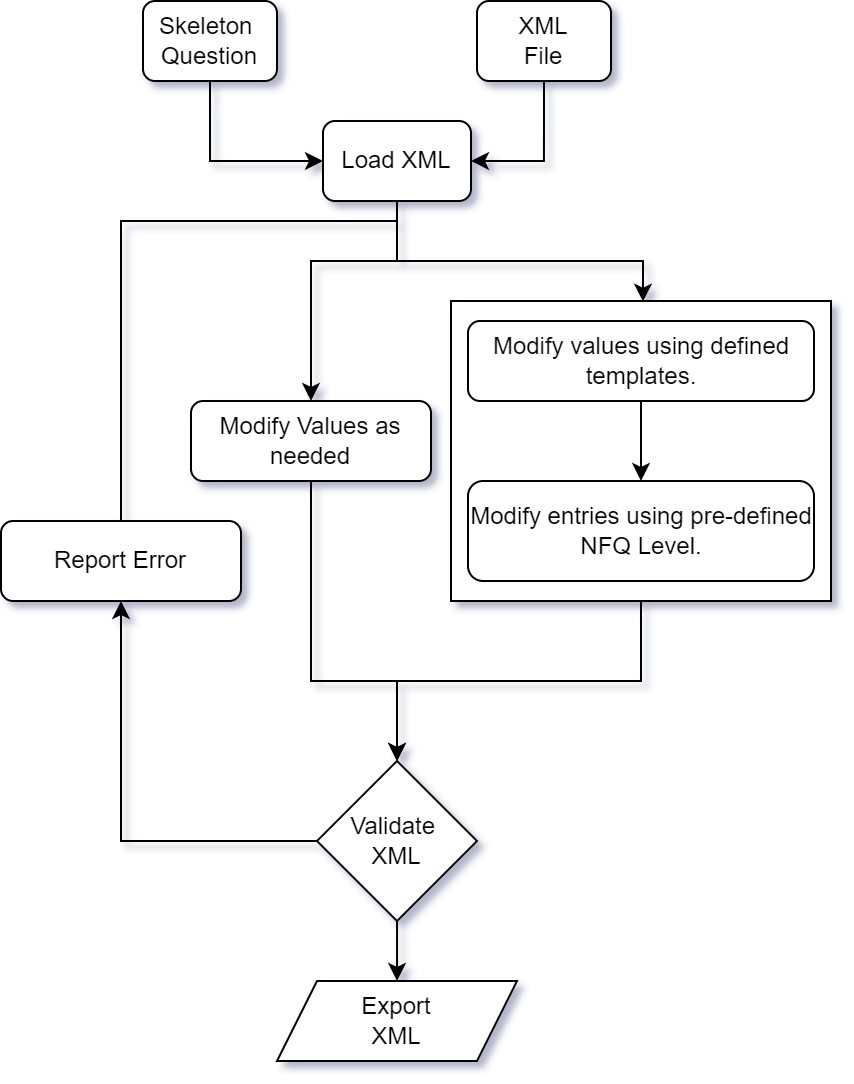 Skeleton
Question
XML
File
Load XML
Modify values using defined
templates.
Modify Values as
needed
Modify entries using pre-defined
NFQ Level.
Report Error
Validate
XML
Export
XML